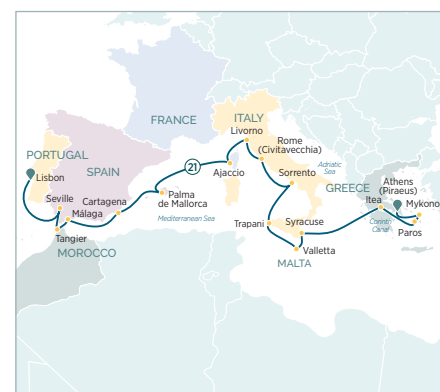 FRANCE
ITALY
Livorno
Rome
(Civitavecchia)
Adriatic
Sea
PORTUGAL
Lisbon
SPAIN
21
Ajaccio
Sorrento
GREECE
Athens
(Piraeus)
Itea
Mykono
Seville
Cartagena
Málaga
Palma
de Mallorca
Mediterranean Sea
Tangier
Trapani
Syracuse
Corinth
Canal
Paros
MOROCCO
Valletta
MALTA